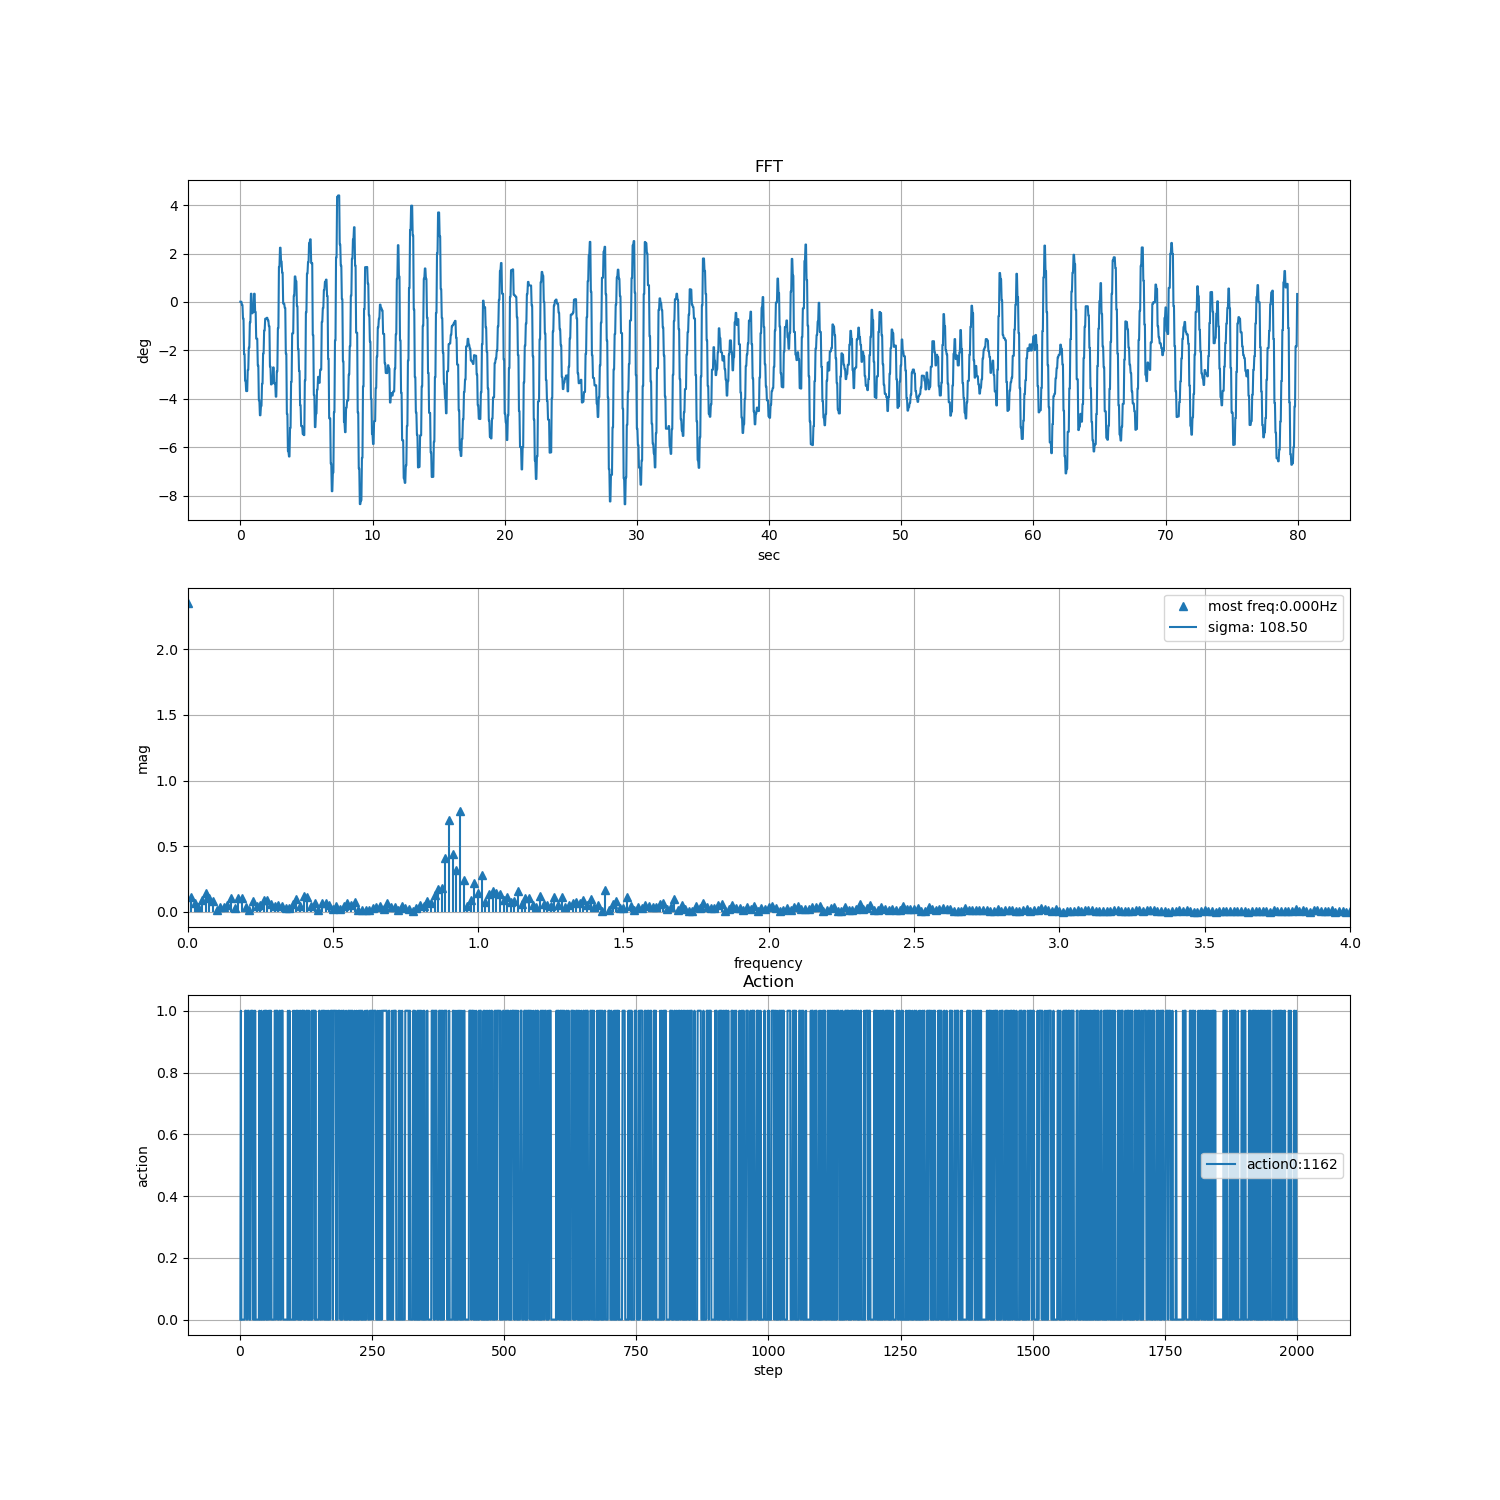 FFT
4
2
0
−2
−4
−6
−8
deg
0 10 20 30 40 50 60 70 80
sec
most freq:0.000Hz
sigma: 108.50
2.0
1.5
1.0
0.5
0.0
mag
0.0 0.5 1.0 1.5 2.0 2.5 3.0 3.5 4.0
frequency
Action
1.0
0.8
0.6
0.4
0.2
0.0
action
action0:1162
0 250 500 750 1000 1250 1500 1750 2000
step